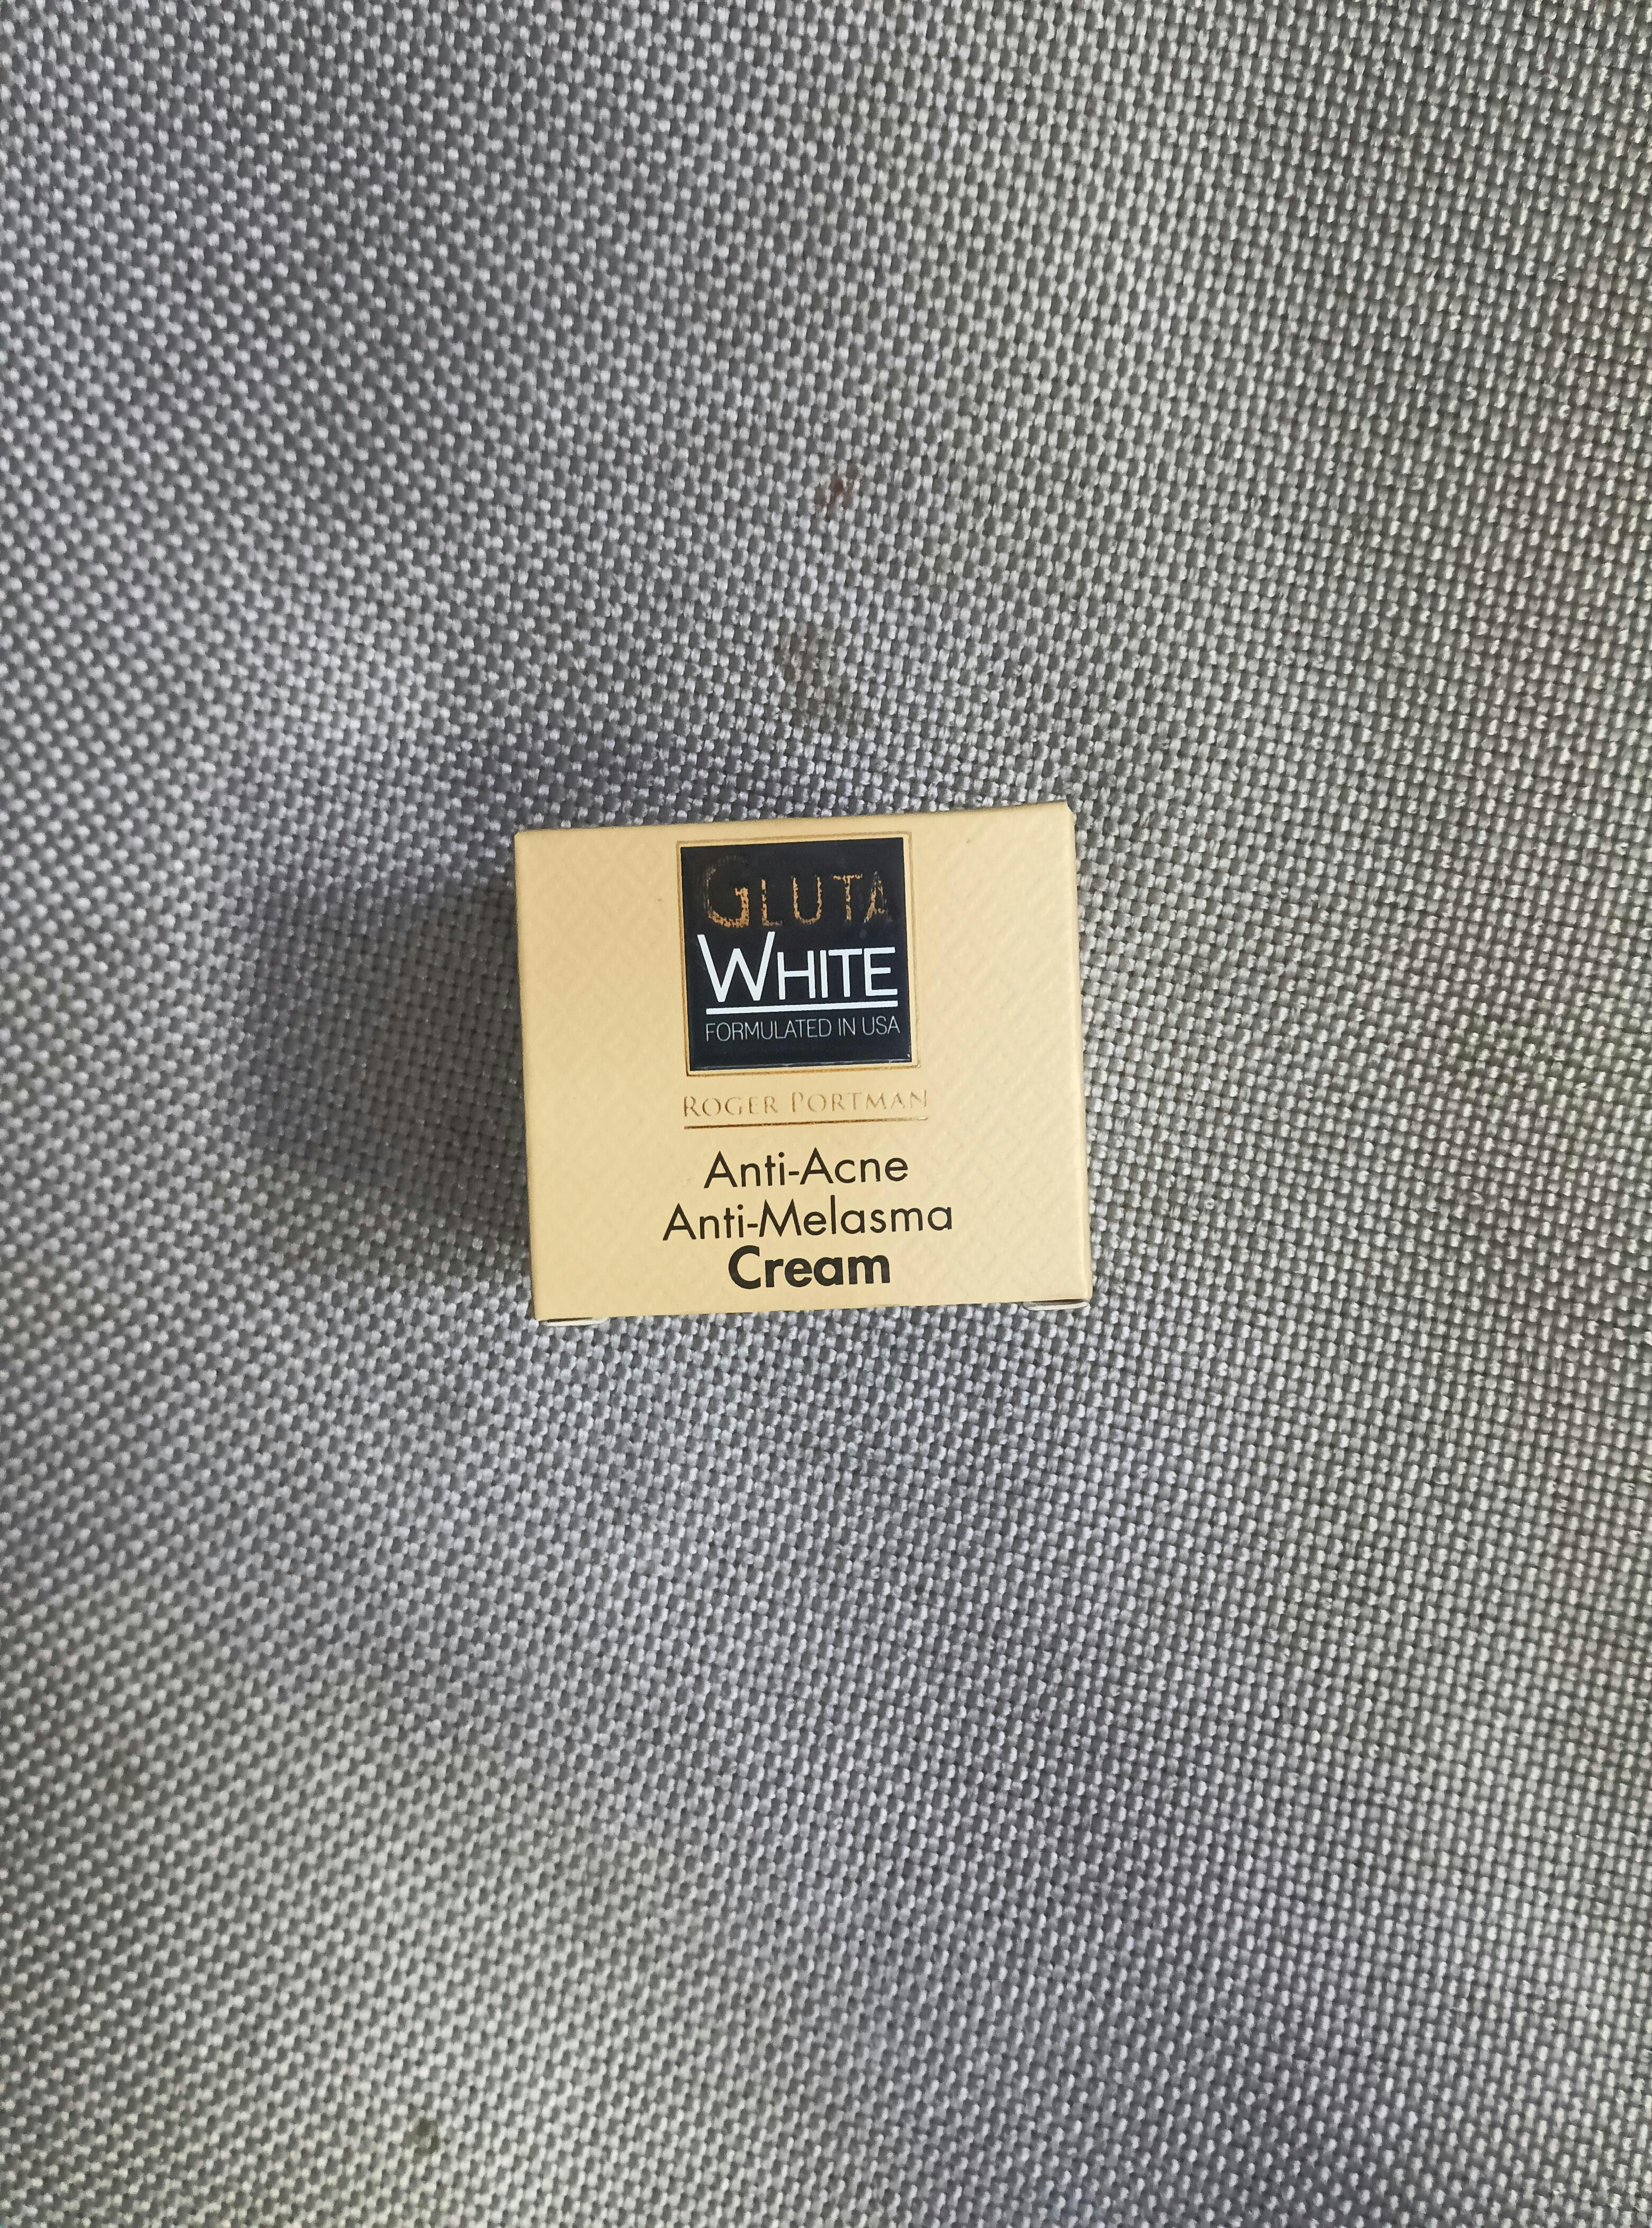 GLUTA
WHITE
FORMULATED IN USA
ROGER PORTMAN
Anti-Acne
Anti-Melasma
Cream